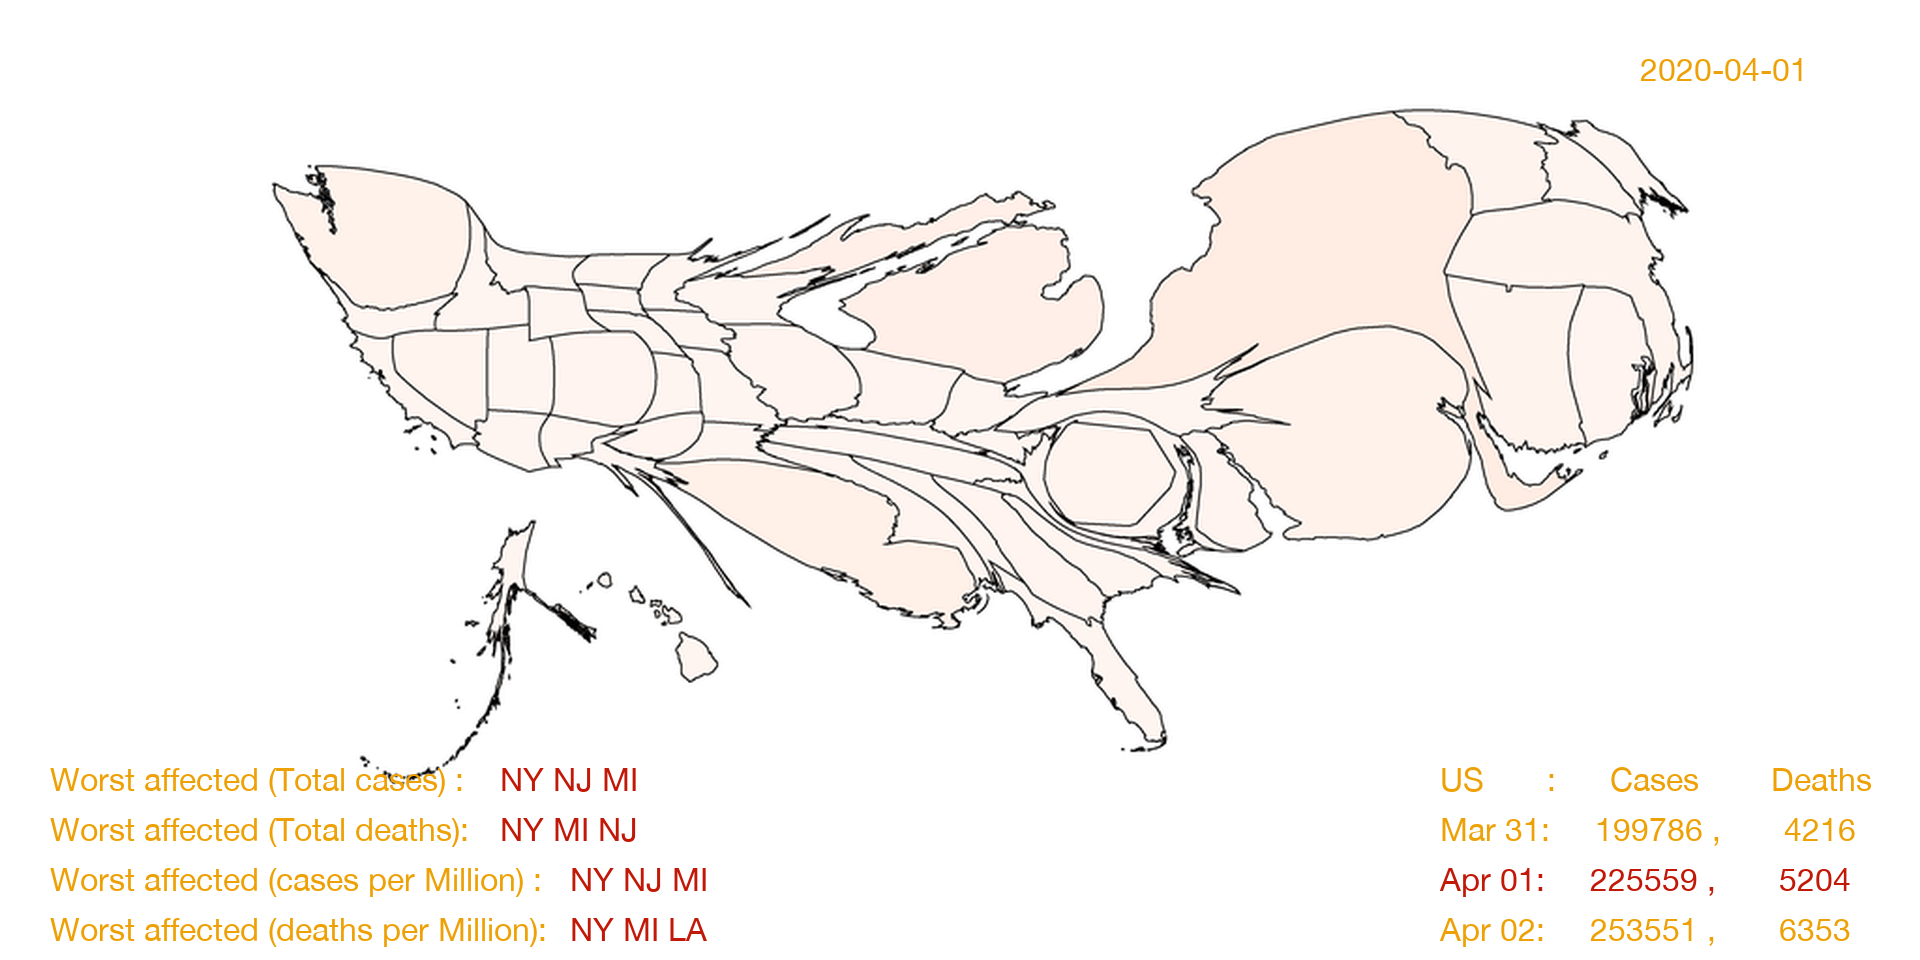 2020-04-01
Worst affected (Total cases) : NY NJ MI
Worst affected (Total deaths): NY MI NJ
Worst affected (cases per Million) : NY NJ MI
Worst affected (deaths per Million): NY MI LA
US : Cases Deaths
Mar 31: 199786 , 4216
Apr 01: 225559 , 5204
Apr 02: 253551 , 6353